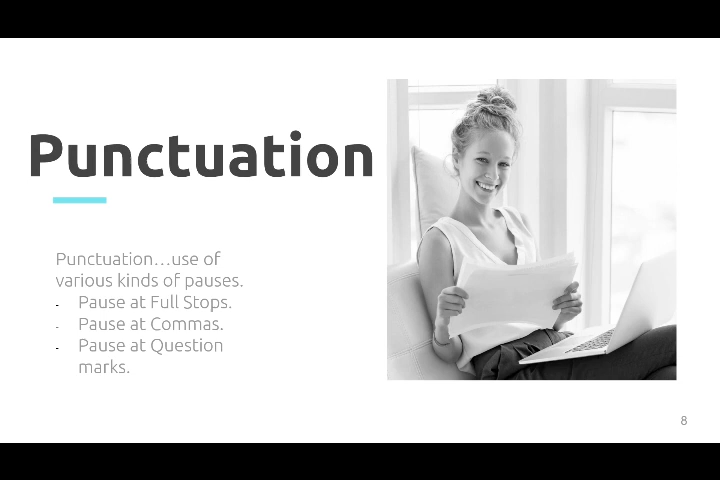 Punctuation
Punctuation...use of
various kinds of pauses.
- Pause at Full Stops.
- Pause at Commas.
- Pause at Question
marks.
8